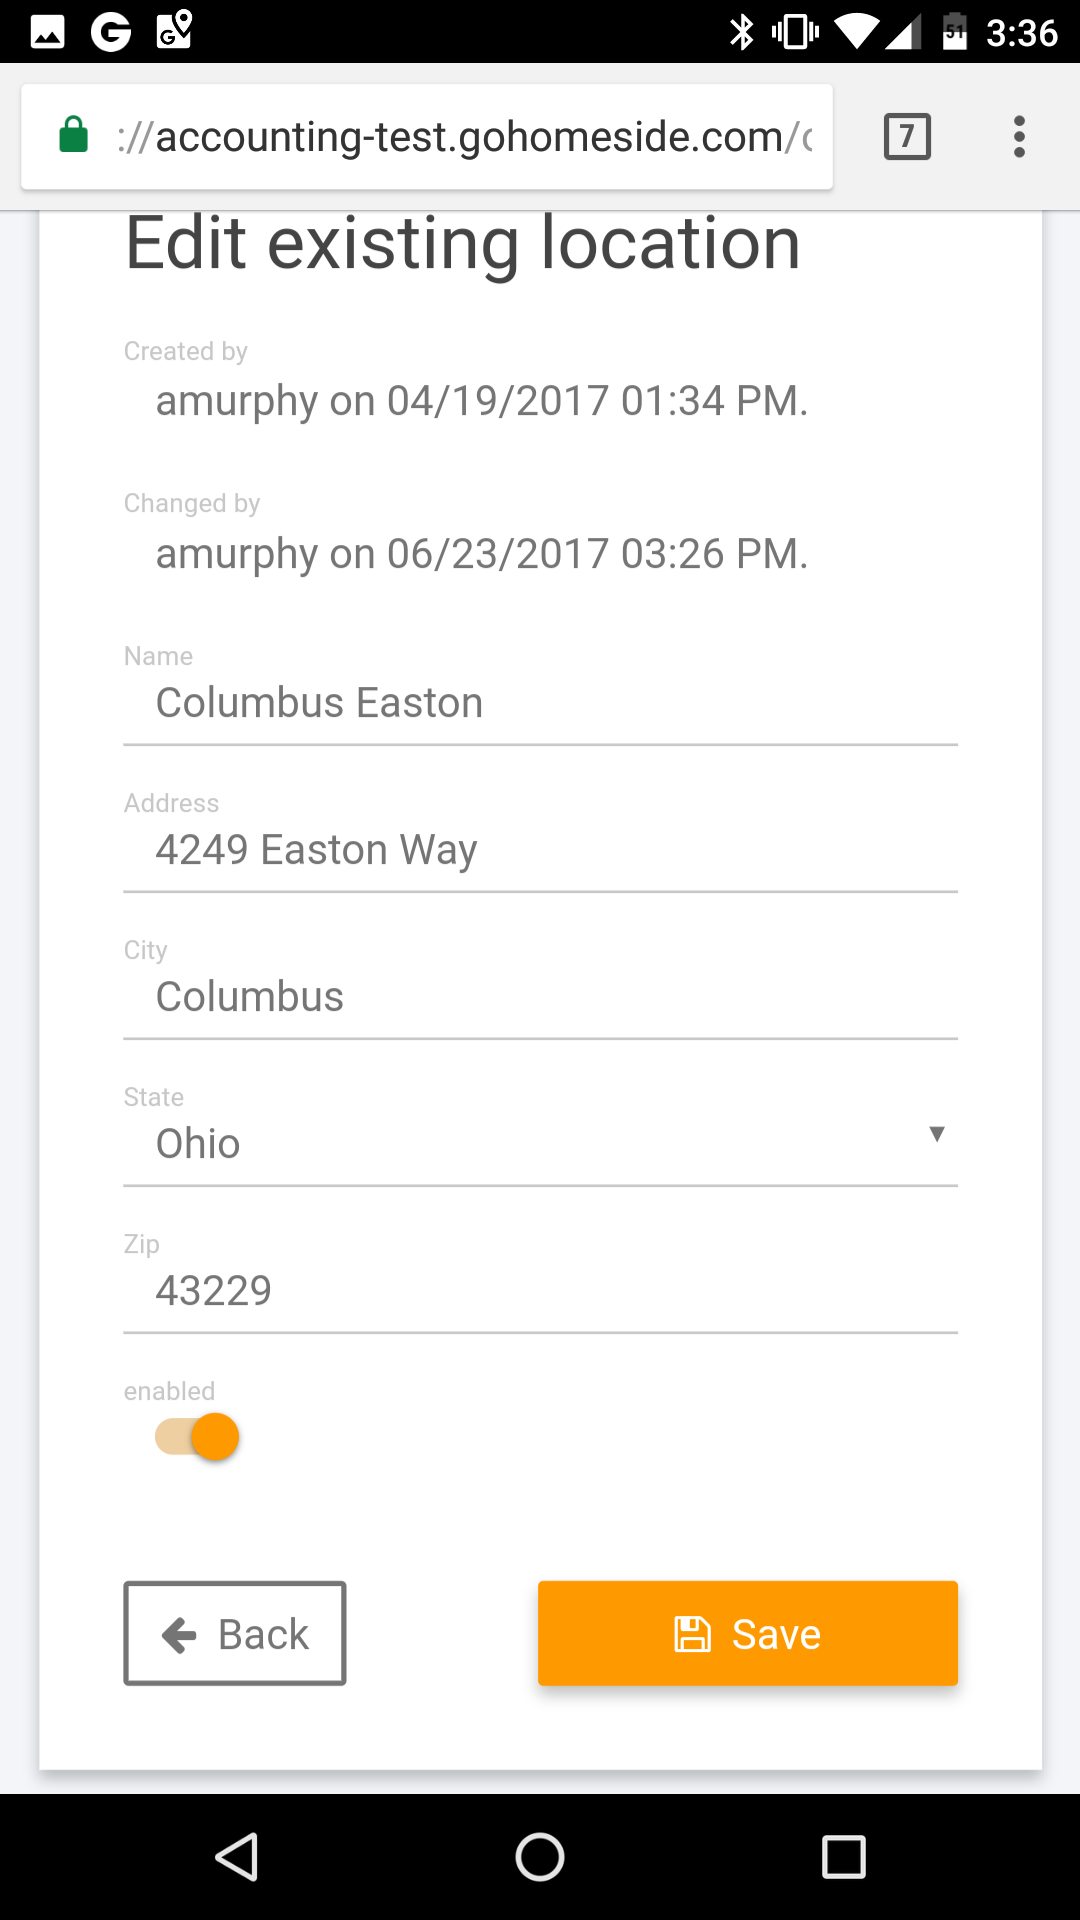 51 3:36
://accounting-test.gohomeside.com/
7
Edit existing location
Created by
amurphy on 04/19/2017 01:34 PM.
Changed by
amurphy on 06/23/2017 03:26 PM.
Name
Columbus Easton
Address
4249 Easton Way
City
Columbus
State
Ohio
Zip
43229
enabled
Back
Save